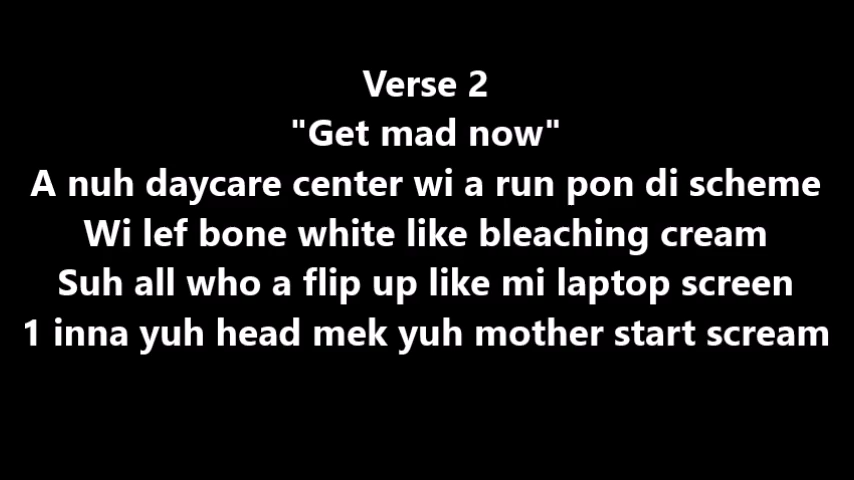 Verse 2
"Get mad now"
A nuh daycare center wi a run pon di scheme
Wi lef bone white like bleaching cream
Suh all who a flip up like mi laptop screen
1 inna yuh head mek yuh mother start scream